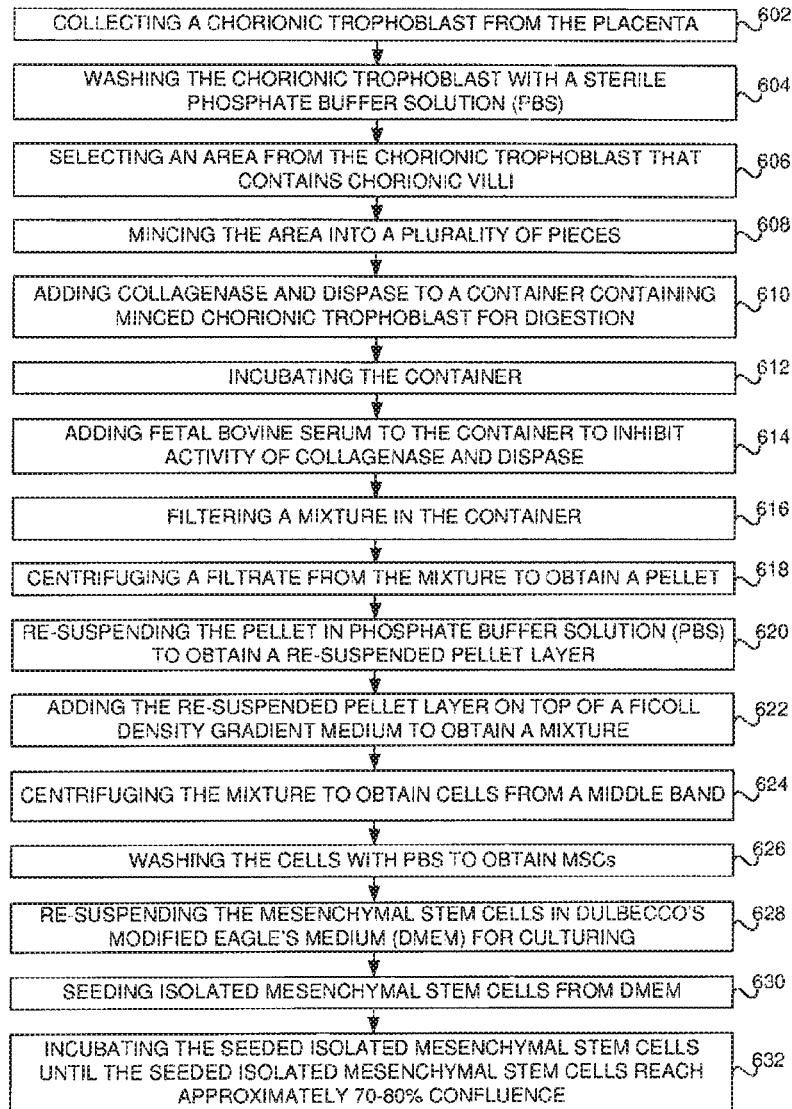 COLLECTING A CHORIONIC TROPHOBLAST FROM THE PLACENTA
602
WASHING THE CHORIONIC TROPHOBLAST WITH A STERILE
PHOSPHATE BUFFER SOLUTION (PBS)
604
SELECTING AN AREA FROM THE CHORIONIC TROPHOBLAST THAT
CONTAINS CHORIONIC VILLI
606
MINCING THE AREA INTO A PLURALITY OF PIECES
608
ADDING COLLAGENASE AND DISPASE TO A CONTAINER CONTAINING
MINCED CHORIONIC TROPHOBLAST FOR DIGESTION
610
INCUBATING THE CONTAINER
612
ADDING FETAL BOVINE SERUM TO THE CONTAINER TO INHIBIT
ACTIVITY OF COLLAGENASE AND DISPASE
614
FILTERING A MIXTURE IN THE CONTAINER
616
CENTRIFUGING A FILTRATE FROM THE MIXTURE TO OBTAIN A PELLET
618
RE-SUSPENDING THE PELLET IN PHOSPHATE BUFFER SOLUTION (PBS)
TO OBTAIN A RE-SUSPENDED PELLET LAYER
620
ADDING THE RE-SUSPENDED PELLET LAYER ON TOP OF A FICOLL
DENSITY GRADIENT MEDIUM TO OBTAIN A MIXTURE
622
CENTRIFUGING THE MIXTURE TO OBTAIN CELLS FROM A MIDDLE BAND
624
WASHING THE CELLS WITH PBS TO OBTAIN MSCs
626
RE-SUSPENDING THE MESENCHYMAL STEM CELLS IN DULBECCO'S
MODIFIED EAGLE'S MEDIUM (DMEM) FOR CULTURING
628
SEEDING ISOLATED MESENCHYMAL STEM CELLS FROM DMEM
630
INCUBATING THE SEEDED ISOLATED MESENCHYMAL STEM CELLS
UNTIL THE SEEDED ISOLATED MESENCHYMAL STEM CELLS REACH
APPROXIMATELY 70-80% CONFLUENCE
632